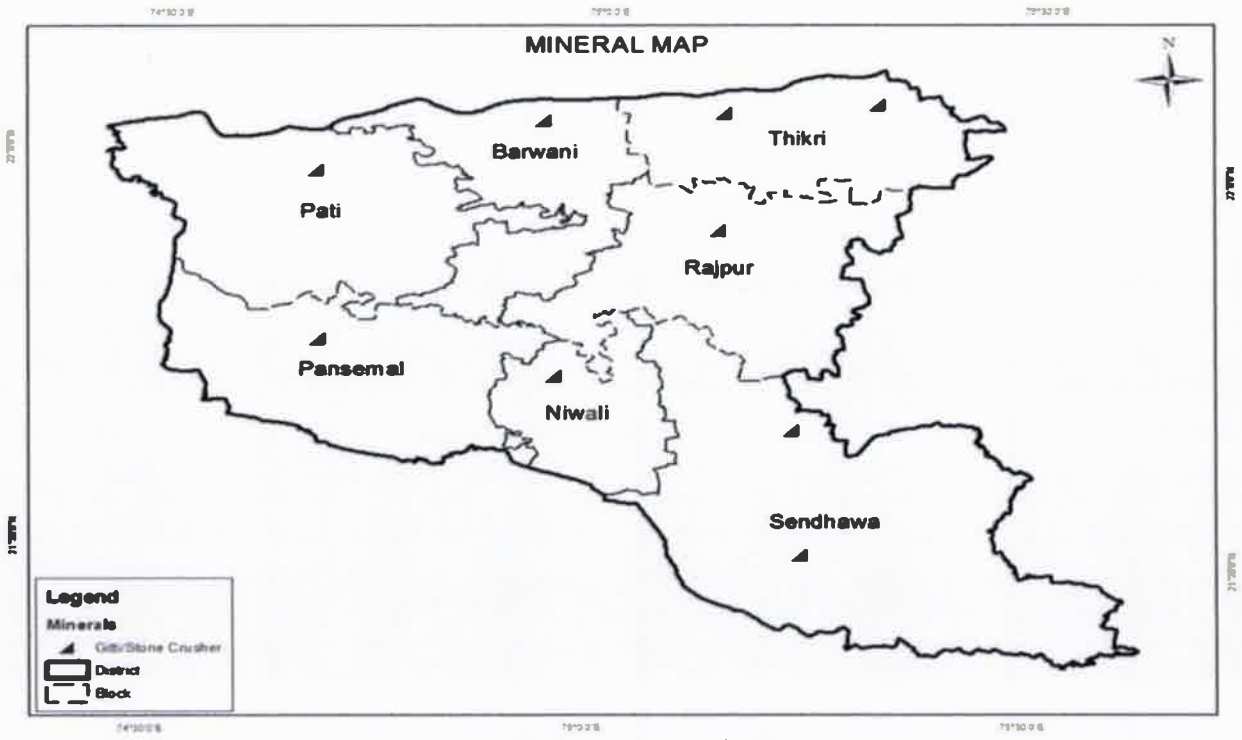 MINERAL MAP
N
Barwani
Thikri
Pati
Rajpur
Pansemal
Niwali
Sendhawa
Legend
Minerals
Gitti/Stone Crusher
District
Block